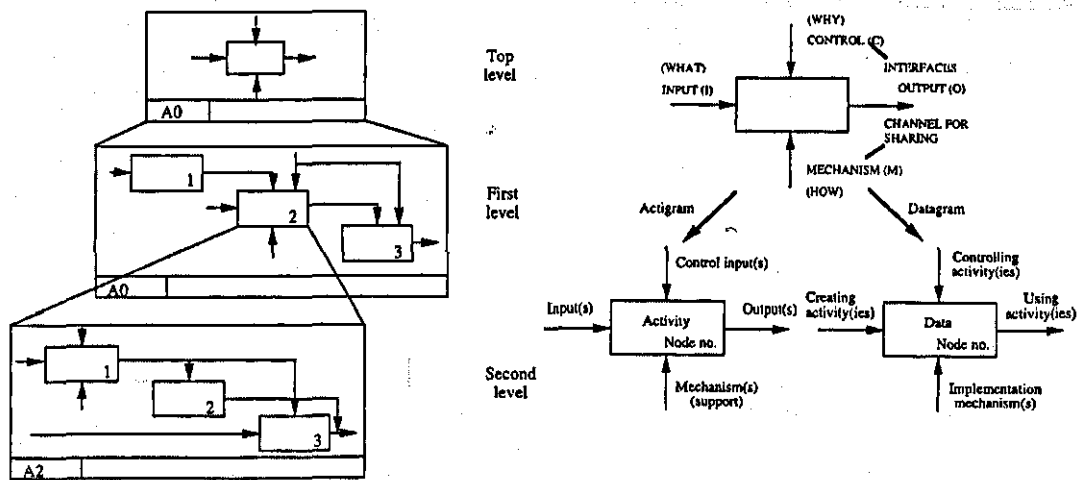 Top
level
A0
First
level
1
2
3
A0
Second
level
1
2
3
A2
(WHY)
CONTROL (C)
INTERFACES
(WHAT)
INPUT (I)
OUTPUT (O)
CHANNEL FOR
SHARING
MECHANISM (M)
(HOW)
Actigram
Datagram
Control input(s)
Input(s)
Activity
Node no.
Output(s)
Mechanism(s)
(support)
Controlling
activity(ies)
Creating
activity(ies)
Data
Node no.
Using
activity(ies)
Implementation
mechanism(s)